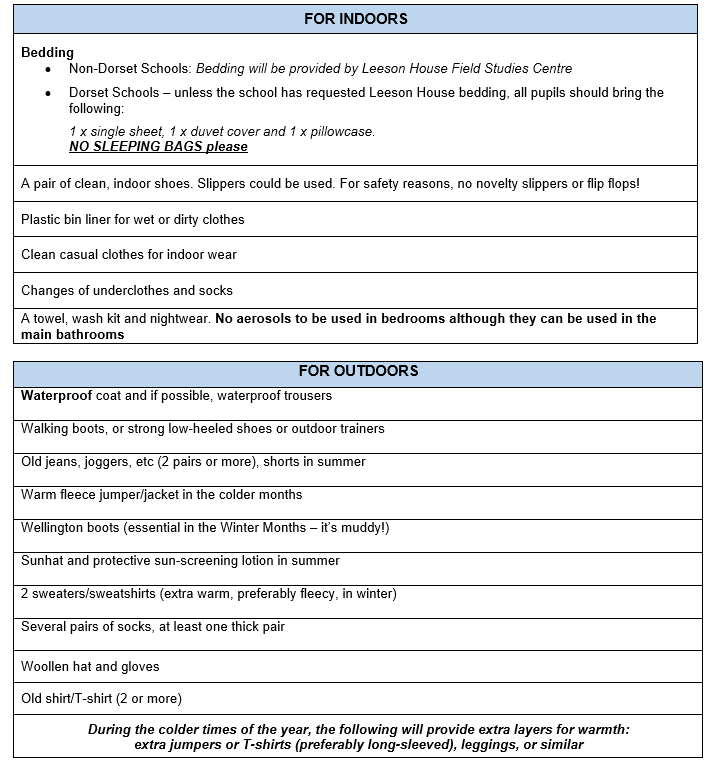 FOR INDOORS
Bedding
• Non-Dorset Schools: Bedding will be provided by Leeson House Field Studies Centre
• Dorset Schools – unless the school has requested Leeson House bedding, all pupils should bring the
following:
1 x single sheet, 1 x duvet cover and 1 x pillowcase.
NO SLEEPING BAGS please
A pair of clean, indoor shoes. Slippers could be used. For safety reasons, no novelty slippers or flip flops!
Plastic bin liner for wet or dirty clothes
Clean casual clothes for indoor wear
Changes of underclothes and socks
A towel, wash kit and nightwear. No aerosols to be used in bedrooms although they can be used in the
main bathrooms
FOR OUTDOORS
Waterproof coat and if possible, waterproof trousers
Walking boots, or strong low-heeled shoes or outdoor trainers
Old jeans, joggers, etc (2 pairs or more), shorts in summer
Warm fleece jumper/jacket in the colder months
Wellington boots (essential in the Winter Months – it's muddy!)
Sunhat and protective sun-screening lotion in summer
2 sweaters/sweatshirts (extra warm, preferably fleecy, in winter)
Several pairs of socks, at least one thick pair
Woollen hat and gloves
Old shirt/T-shirt (2 or more)
During the colder times of the year, the following will provide extra layers for warmth:
extra jumpers or T-shirts (preferably long-sleeved), leggings, or similar